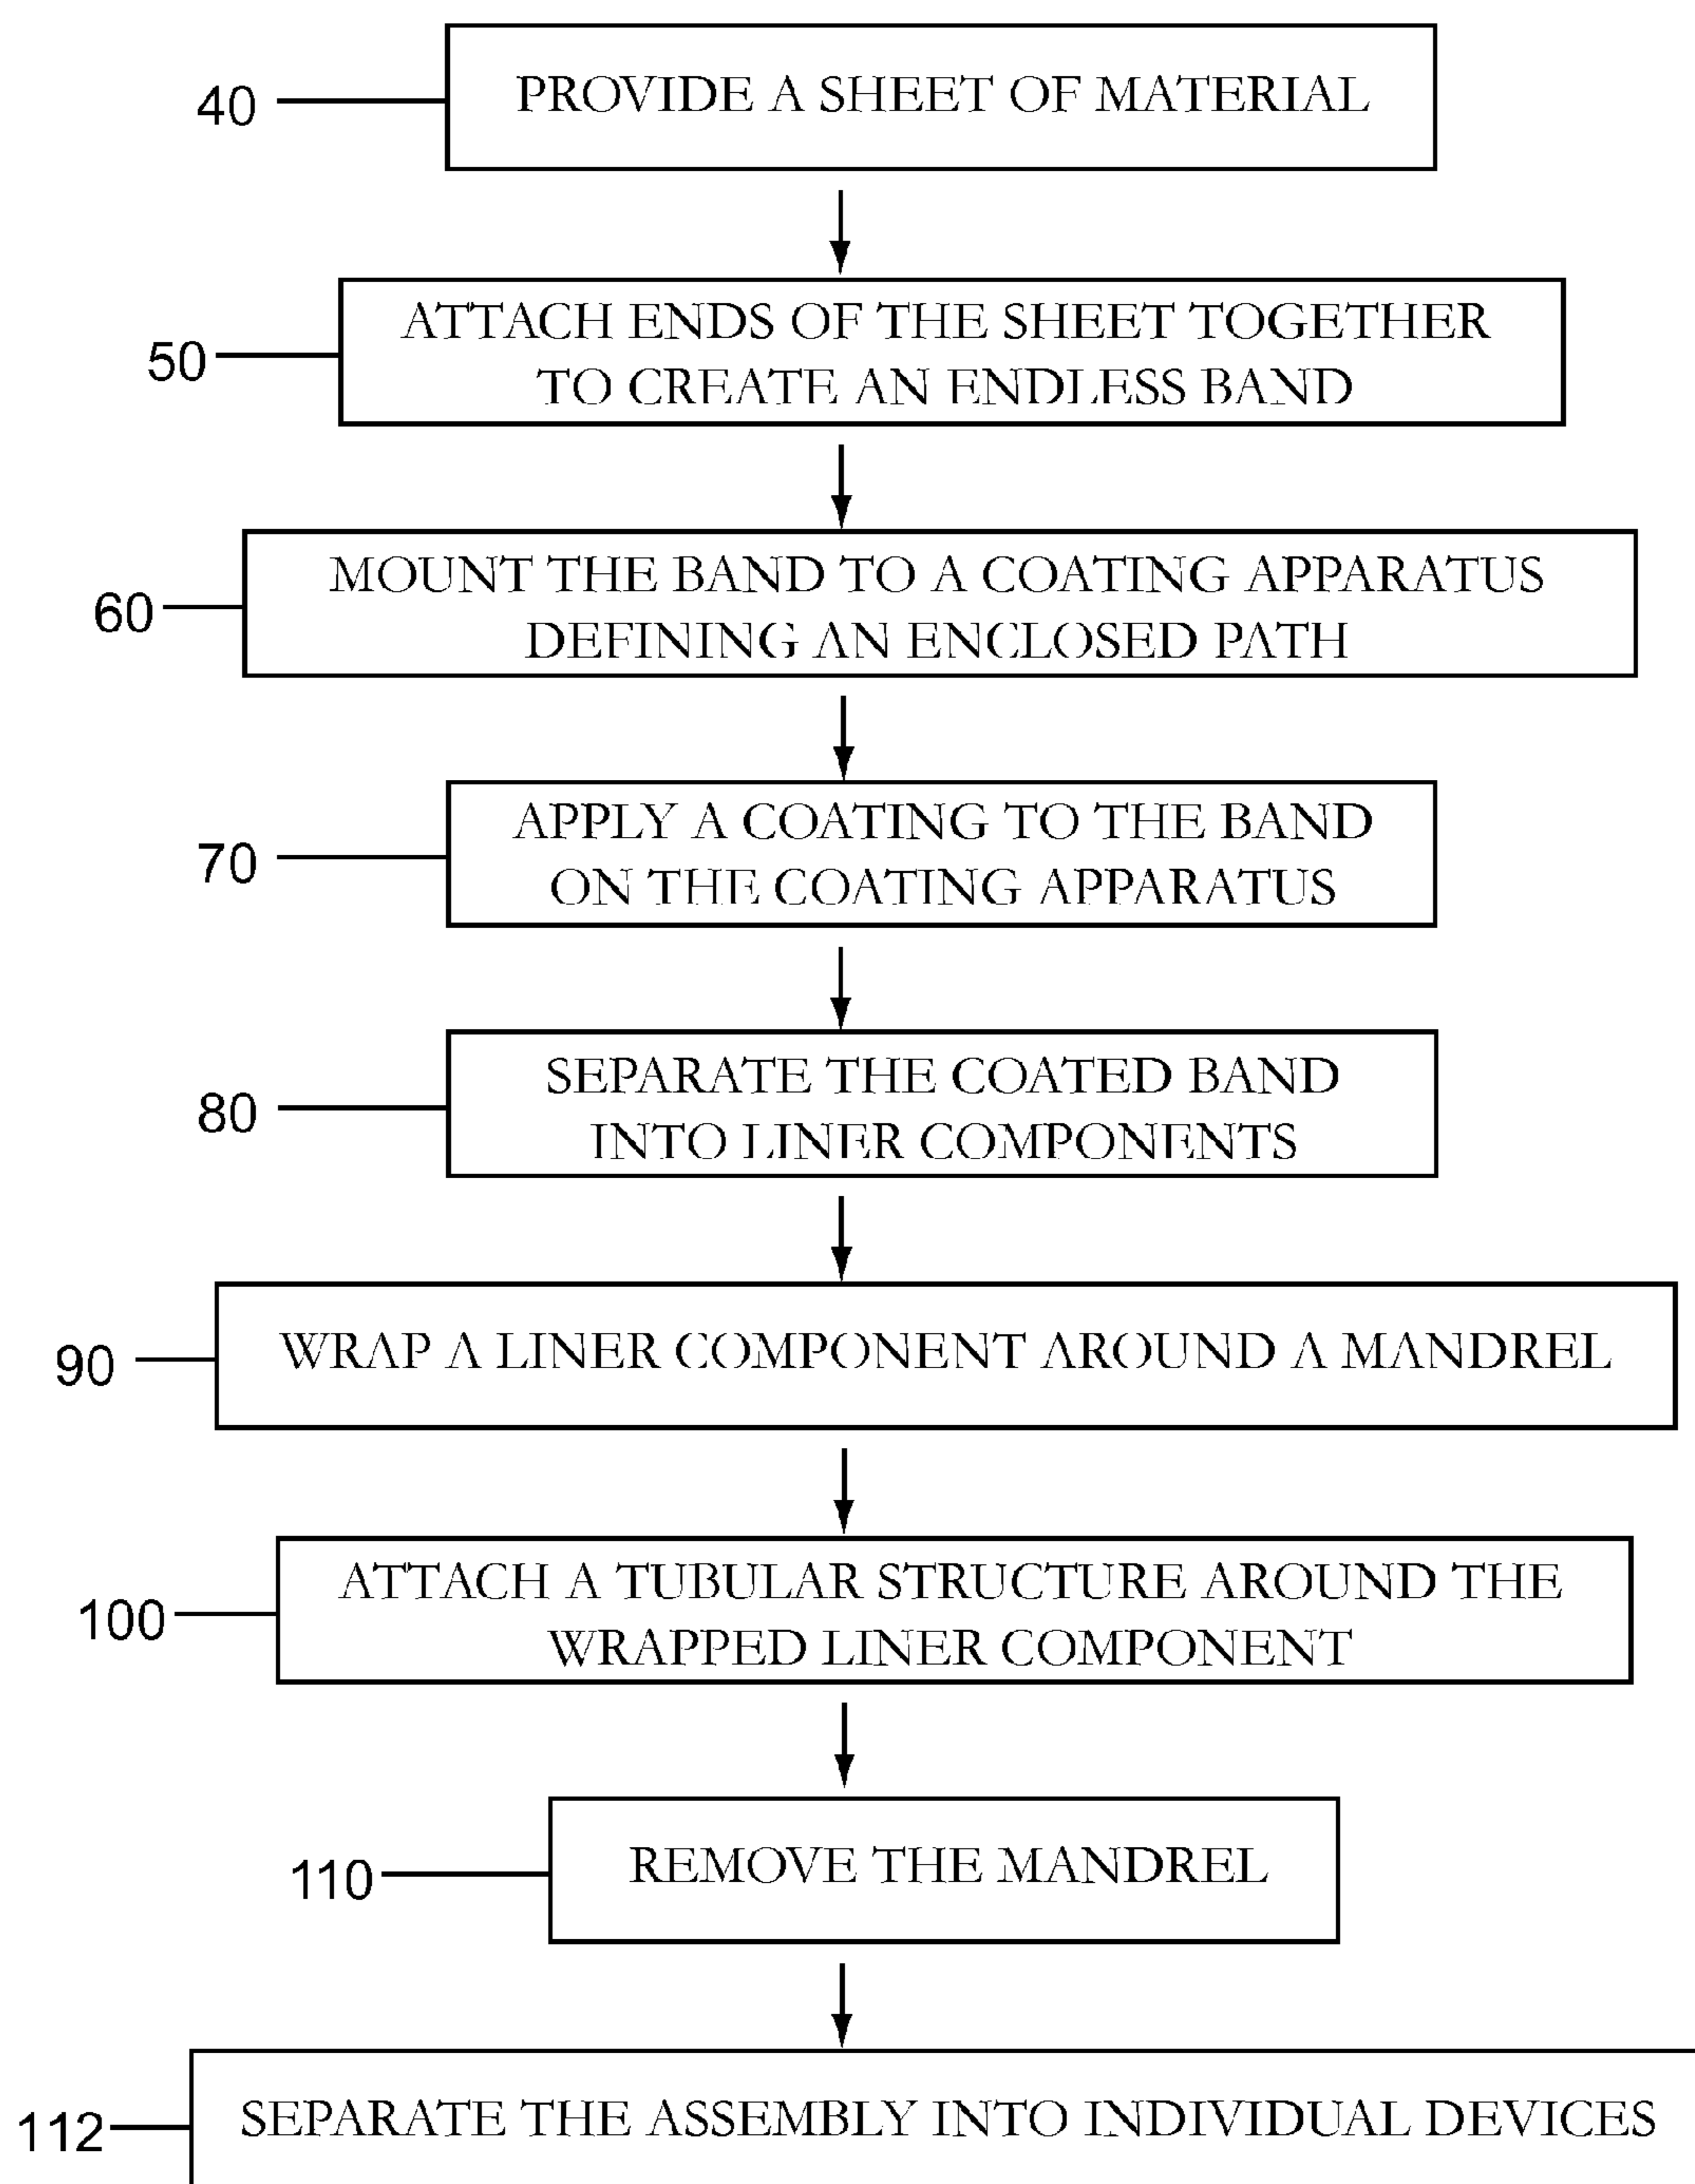 40
PROVIDE A SHEET OF MATERIAL
50
ATTACH ENDS OF THE SHEET TOGETHER
TO CREATE AN ENDLESS BAND
60
MOUNT THE BAND TO A COATING APPARATUS
DEFINING AN ENCLOSED PATH
70
APPLY A COATING TO THE BAND
ON THE COATING APPARATUS
80
SEPARATE THE COATED BAND
INTO LINER COMPONENTS
90
WRAP A LINER COMPONENT AROUND A MANDREL
100
ATTACH A TUBULAR STRUCTURE AROUND THE
WRAPPED LINER COMPONENT
110
REMOVE THE MANDREL
112
SEPARATE THE ASSEMBLY INTO INDIVIDUAL DEVICES